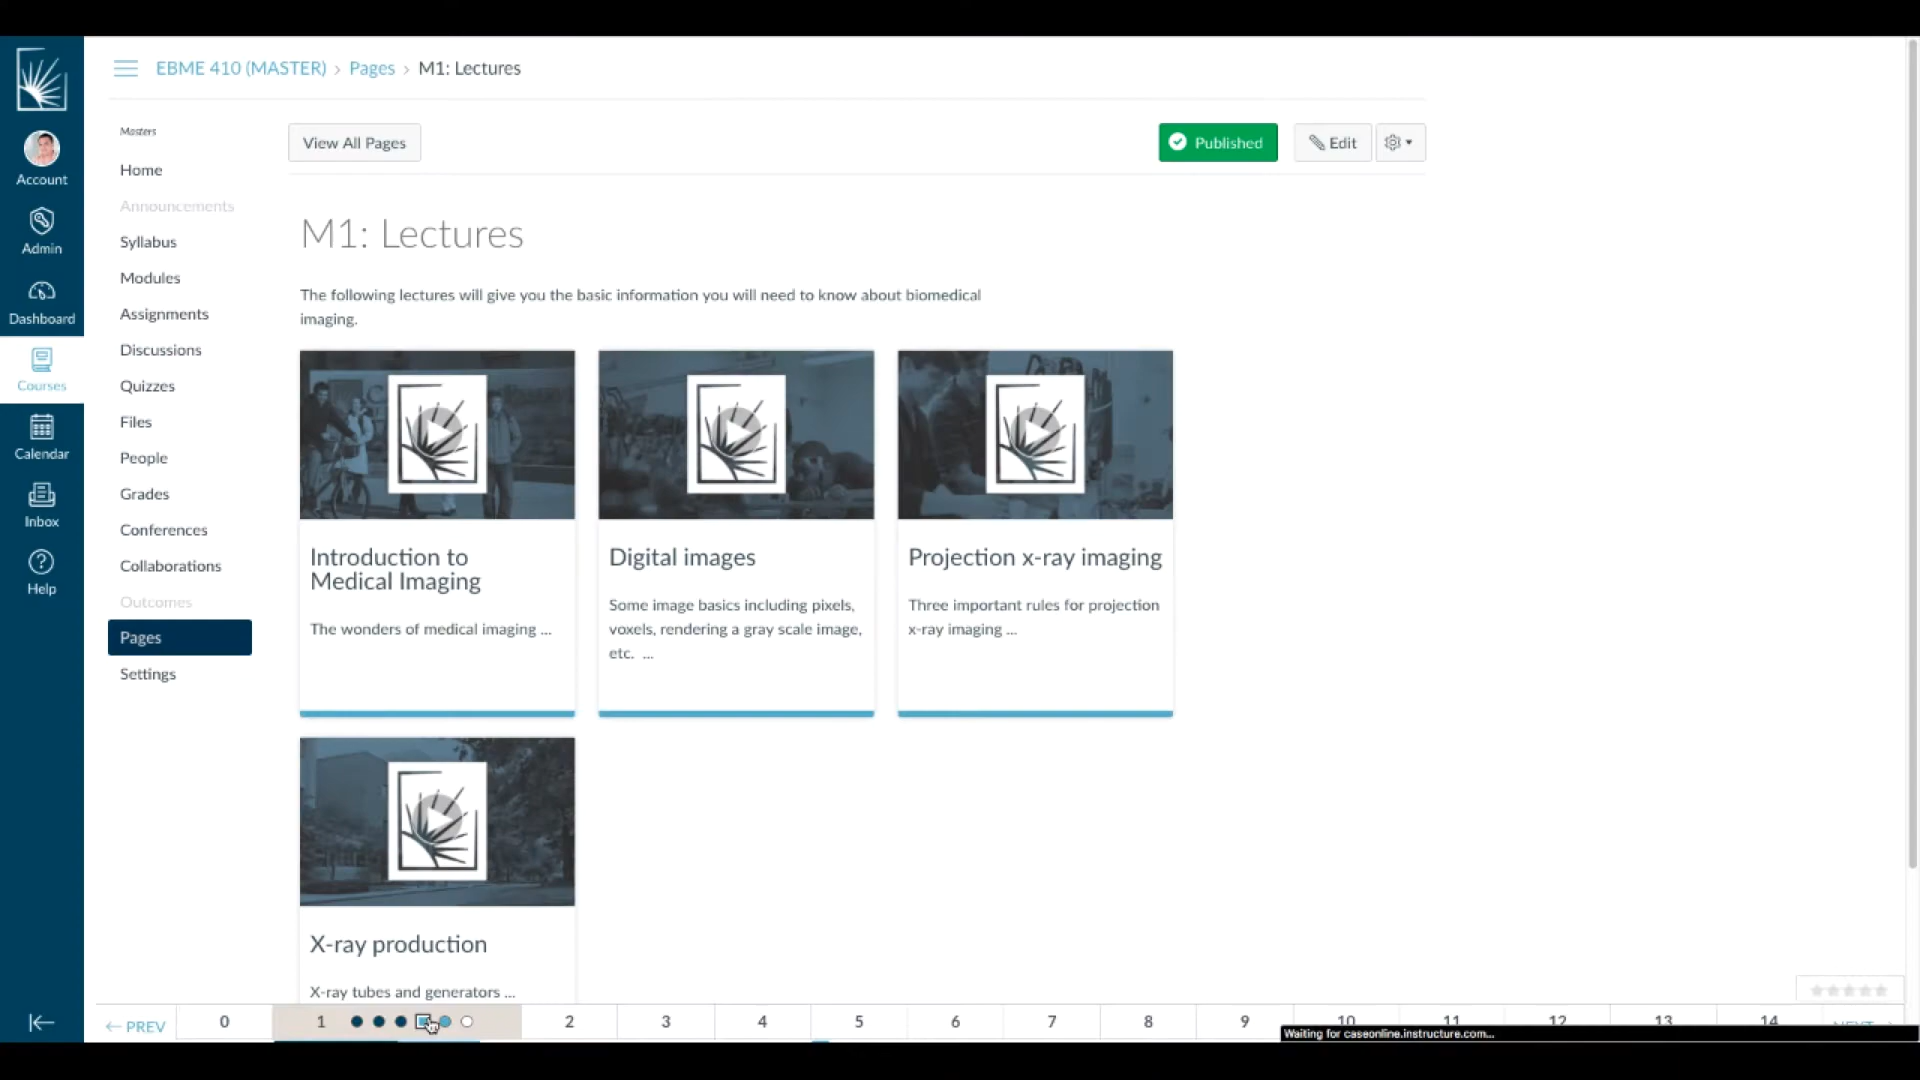 EBME 410 (MASTER) › Pages › M1: Lectures
Account
Admin
Dashboard
Courses
Calendar
Inbox
Help
Masters
Home
Announcements
Syllabus
Modules
Assignments
Discussions
Quizzes
Files
People
Grades
Conferences
Collaborations
Outcomes
Pages
Settings
View All Pages
Published
Edit
M1: Lectures
The following lectures will give you the basic information you will need to know about biomedical
imaging.
Introduction to
Medical Imaging
The wonders of medical imaging ...
Digital images
Some image basics including pixels,
voxels, rendering a gray scale image,
etc. ...
Projection x-ray imaging
Three important rules for projection
x-ray imaging ...
X-ray production
X-ray tubes and generators ...
← PREV 0 1 2 3 4 5 6 7 8 9 10 11 12 13 14
Waiting for caseonline.instructure.com...